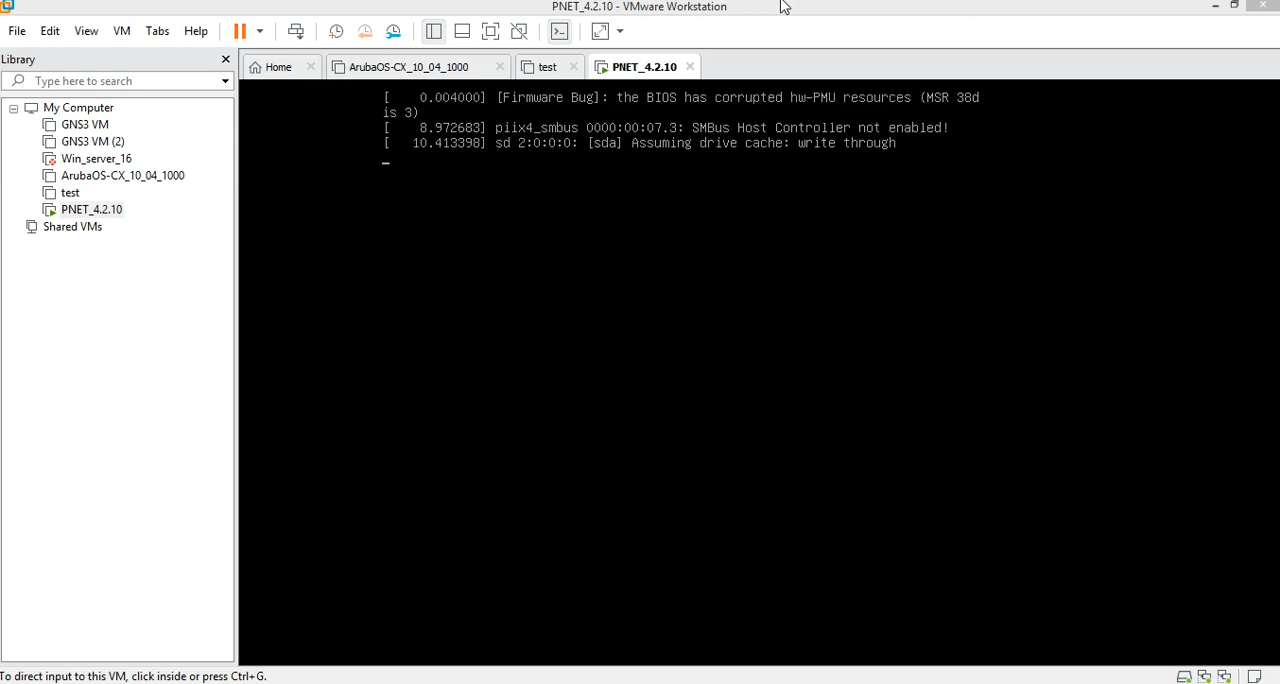 PNET_4.2.10 - VMware Workstation
File Edit View VM Tabs Help
Library
Type here to search
Home
ArubaOS-CX_10_04_1000
test
PNET_4.2.10
My Computer
GNS3 VM
GNS3 VM (2)
Win_server_16
ArubaOS-CX_10_04_1000
test
PNET_4.2.10
Shared VMs
[    0.004000] [Firmware Bug]: the BIOS has corrupted hw-PMU resources (MSR 38d
is 3)
[    8.972683] piix4_smbus 0000:00:07.3: SMBus Host Controller not enabled!
[   10.413398] sd 2:0:0:0: [sda] Assuming drive cache: write through
To direct input to this VM, click inside or press Ctrl+G.